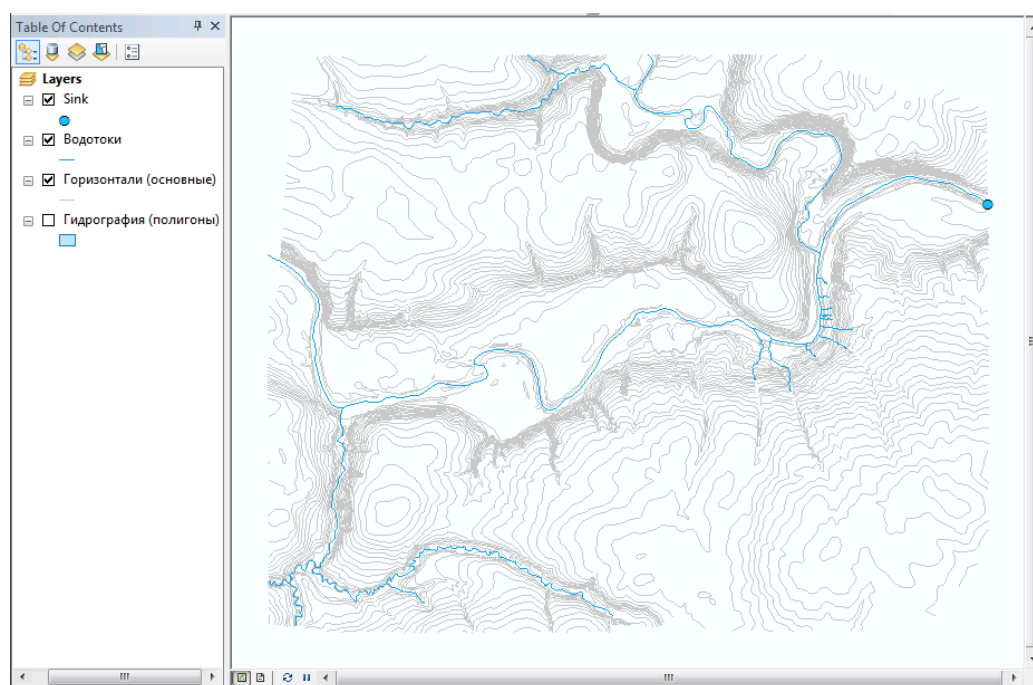 Table Of Contents
Layers
Sink
Водотоки
Горизонтали (основные)
Гидрография (полигоны)